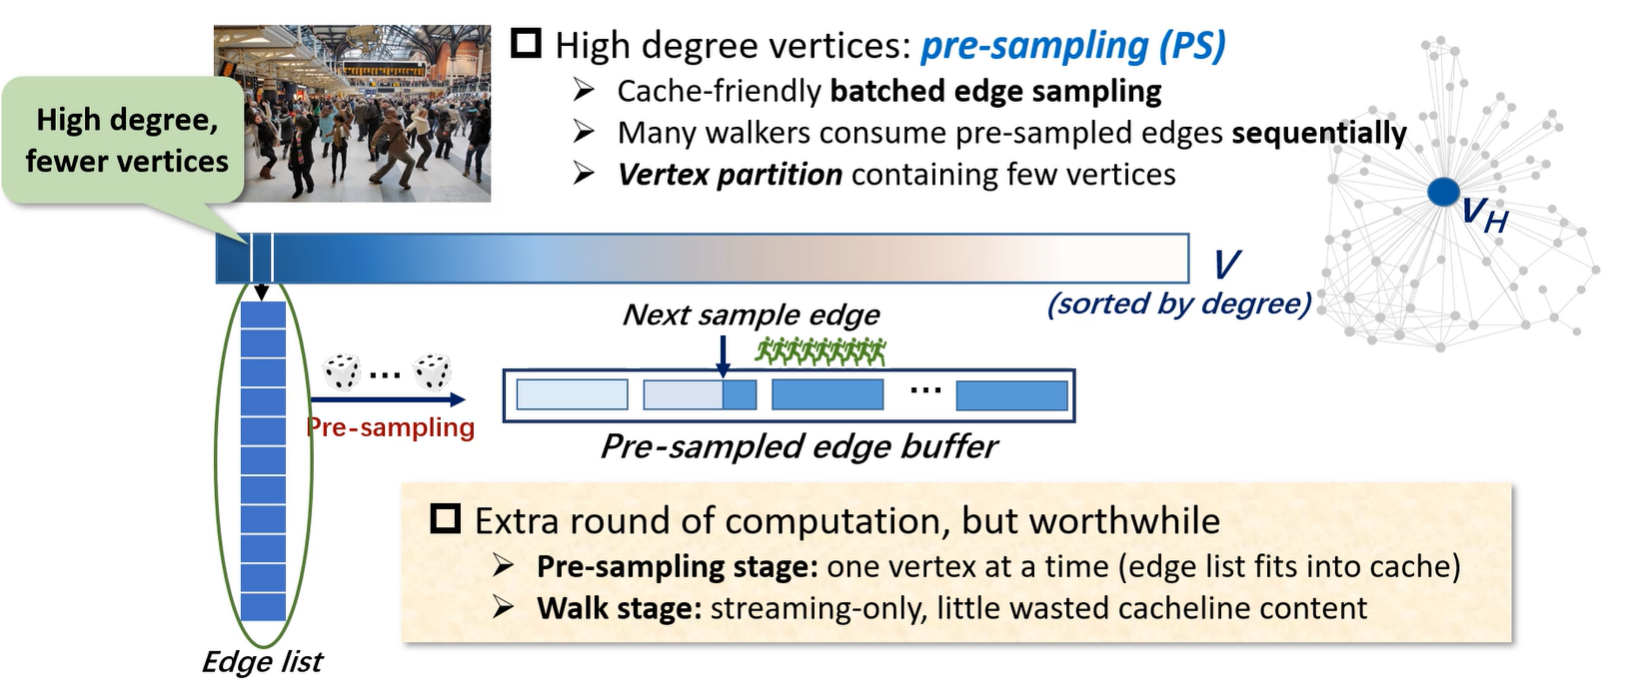 High degree vertices: pre-sampling (PS)
Cache-friendly batched edge sampling
Many walkers consume pre-sampled edges sequentially
Vertex partition containing few vertices
High degree,
fewer vertices
V_H
V
(sorted by degree)
Next sample edge
...
Pre-sampling
...
Pre-sampled edge buffer
Extra round of computation, but worthwhile
Pre-sampling stage: one vertex at a time (edge list fits into cache)
Walk stage: streaming-only, little wasted cacheline content
Edge list